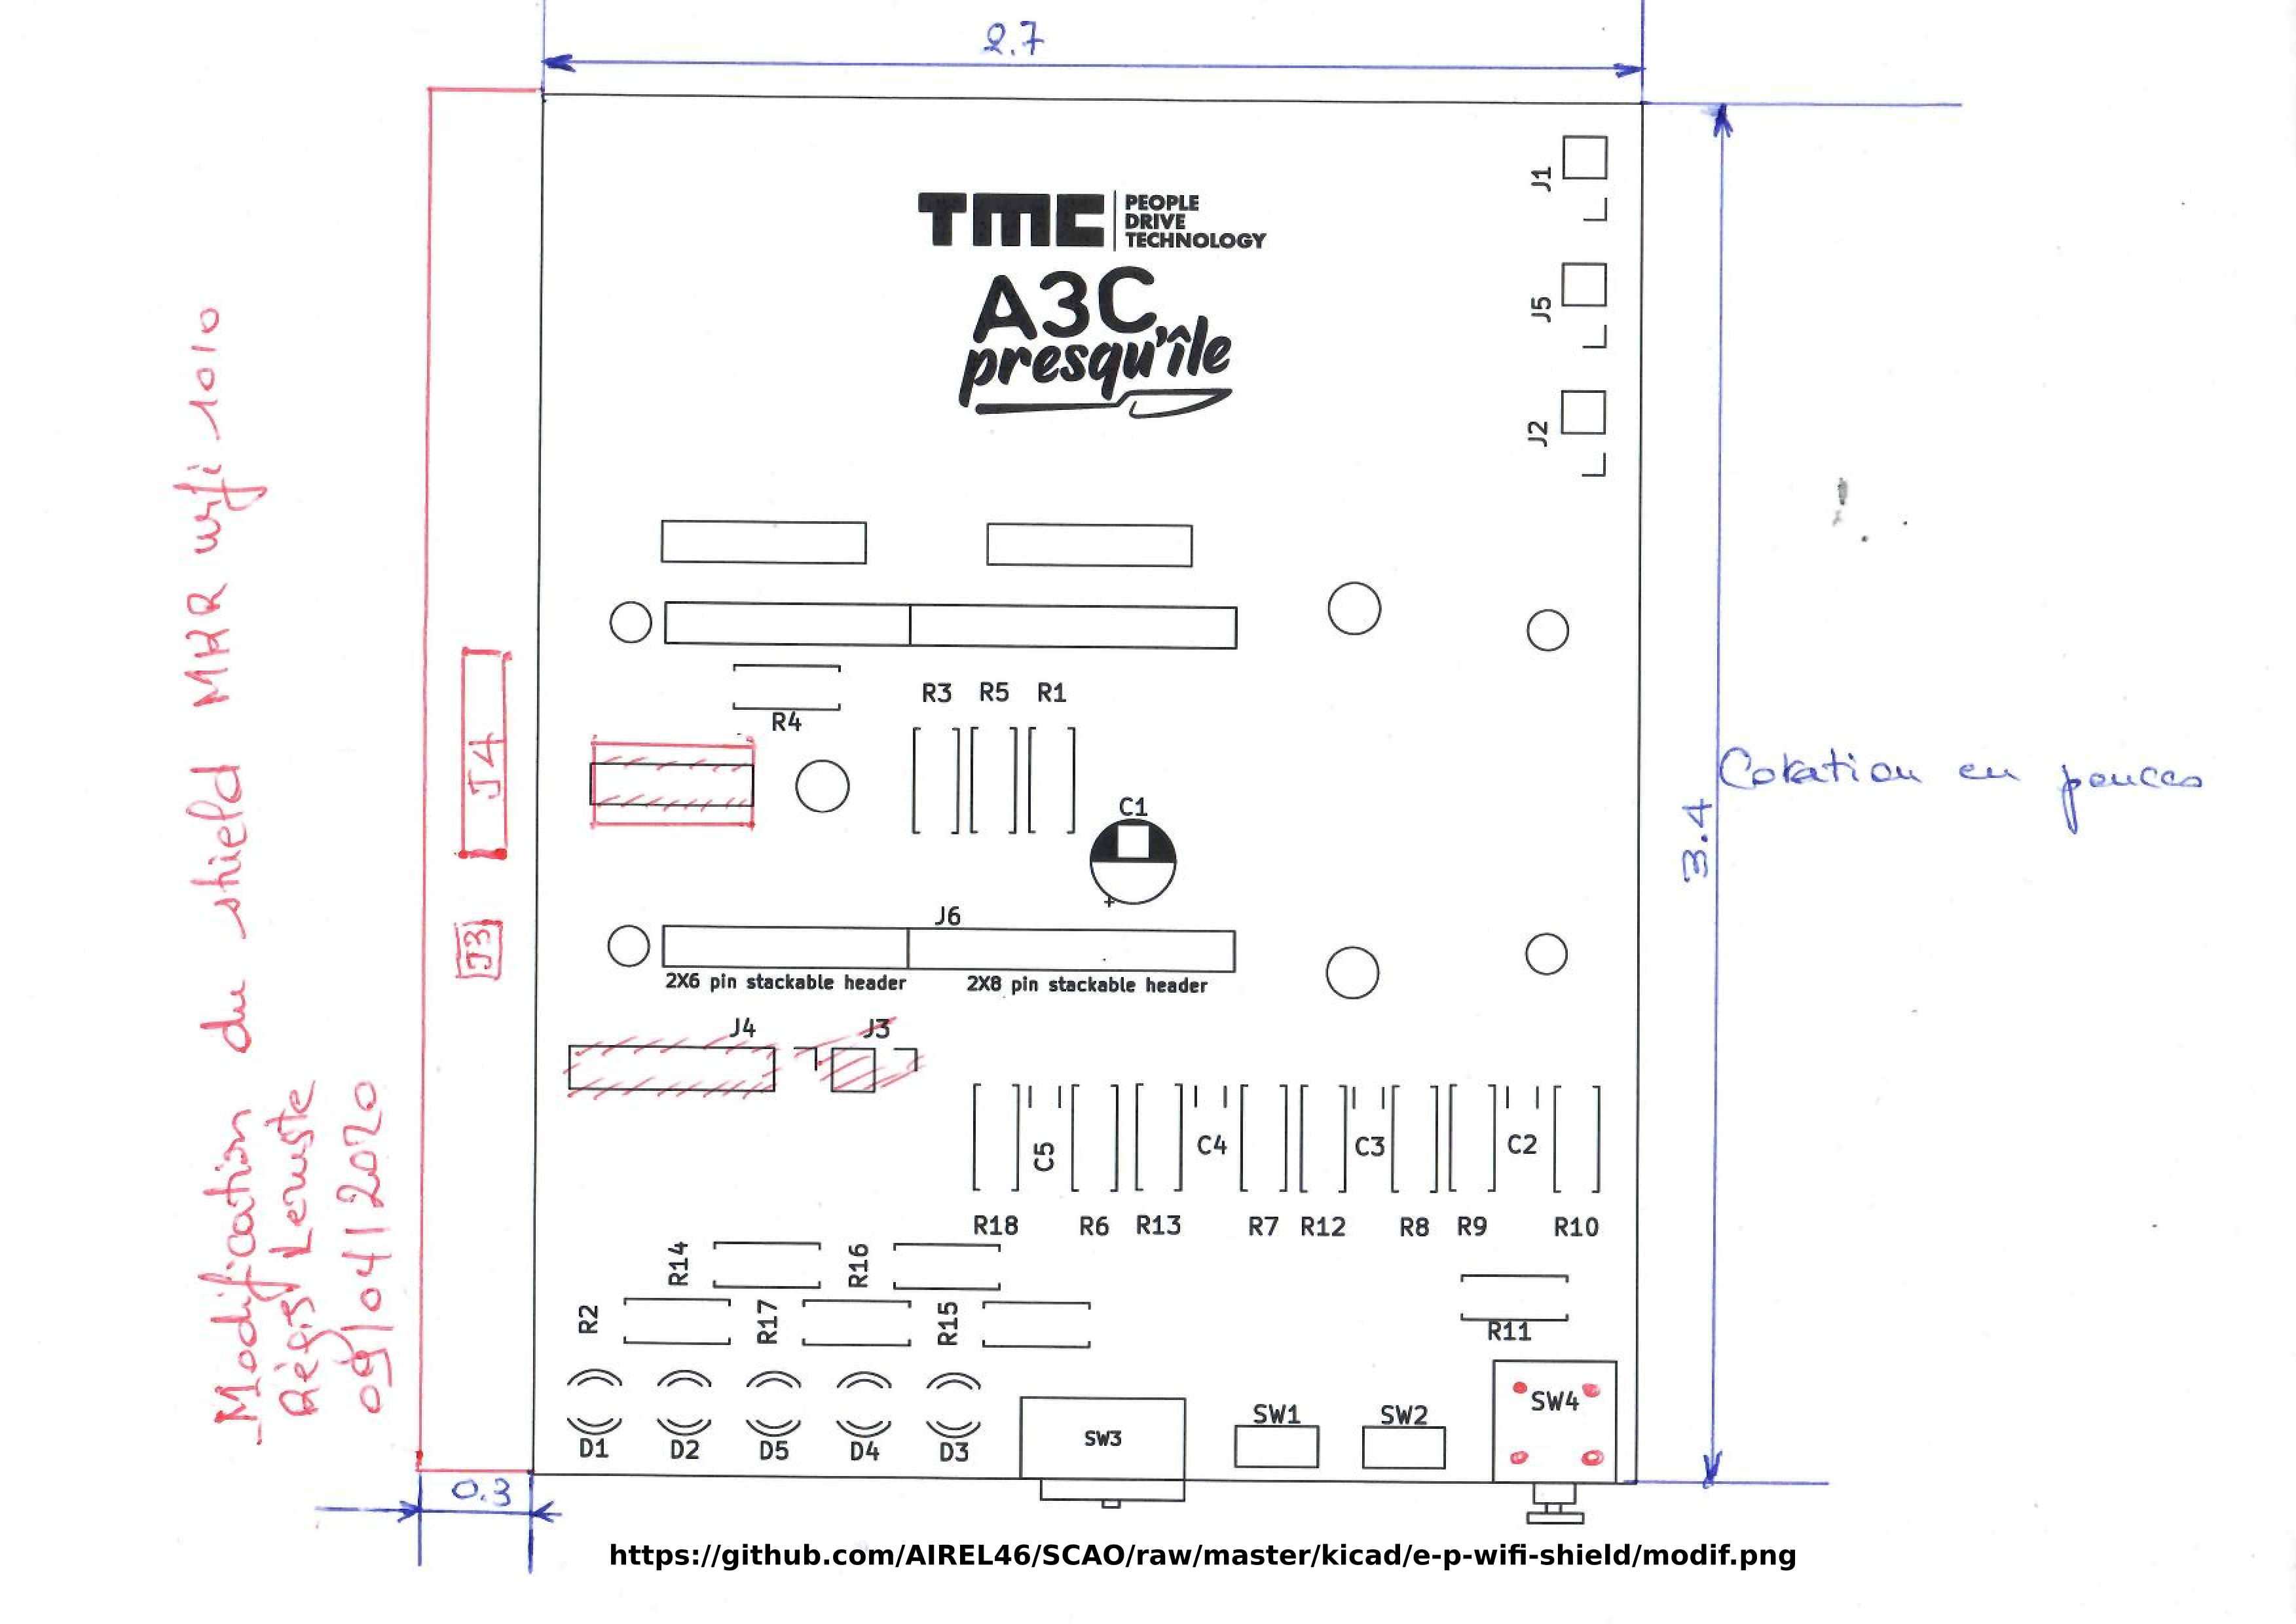 2.7
TMC PEOPLE
DRIVE
TECHNOLOGY
A3C
presqu'île
J1
J5
J2
Modification du shield MKR wifi 1010
Régis Leruste
09/04/2020
J4
J3
R4
R3 R5 R1
C1
+
J6
2X6 pin stackable header 2X8 pin stackable header
J4 J3
3.4
Cotation en pouces
C5 C4 C3 C2
R18 R6 R13 R7 R12 R8 R9 R10
R14 R16
R2 R17 R15
R11
D1 D2 D5 D4 D3
SW3 SW1 SW2 SW4
0.3
https://github.com/AIREL46/SCAO/raw/master/kicad/e-p-wifi-shield/modif.png